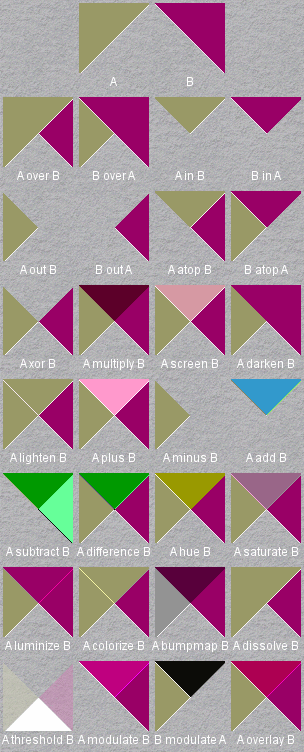 A B
A over B B over A A in B B in A
A out B B out A A atop B B atop A
A xor B A multiply B A screen B A darken B
A lighten B A plus B A minus B A add B
A subtract B A difference B A hue B A saturate B
A luminize B A colorize B A bumpmap B A dissolve B
A threshold B A modulate B B modulate A A overlay B